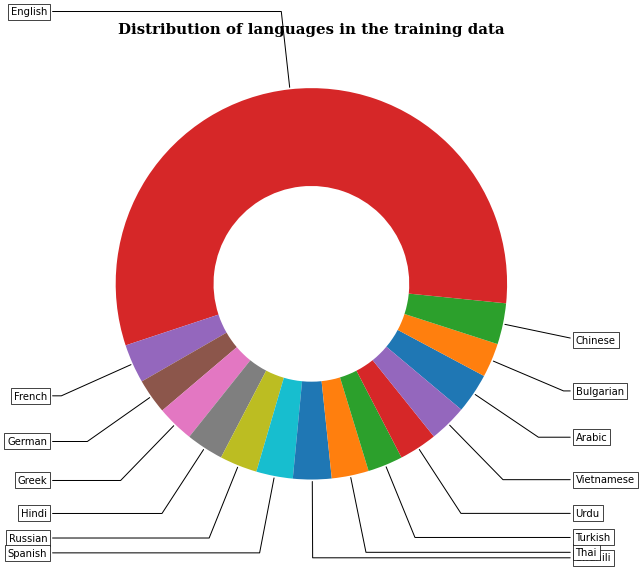 English
Distribution of languages in the training data
Chinese
Bulgarian
French
Arabic
German
Greek
Vietnamese
Hindi
Urdu
Russian
Turkish
Spanish
Thai